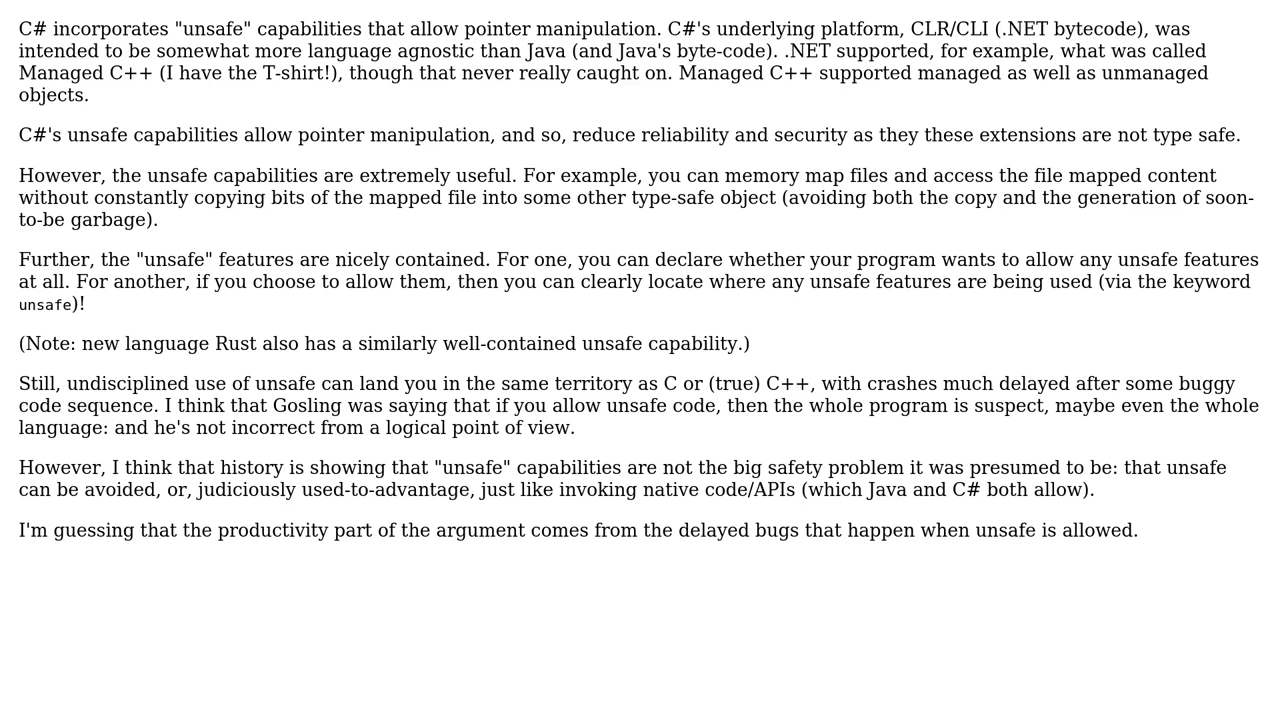 C# incorporates "unsafe" capabilities that allow pointer manipulation. C#'s underlying platform, CLR/CLI (.NET bytecode), was
intended to be somewhat more language agnostic than Java (and Java's byte-code). .NET supported, for example, what was called
Managed C++ (I have the T-shirt!), though that never really caught on. Managed C++ supported managed as well as unmanaged
objects.
C#'s unsafe capabilities allow pointer manipulation, and so, reduce reliability and security as they these extensions are not type safe.
However, the unsafe capabilities are extremely useful. For example, you can memory map files and access the file mapped content
without constantly copying bits of the mapped file into some other type-safe object (avoiding both the copy and the generation of soon-
to-be garbage).
Further, the "unsafe" features are nicely contained. For one, you can declare whether your program wants to allow any unsafe features
at all. For another, if you choose to allow them, then you can clearly locate where any unsafe features are being used (via the keyword
unsafe)!
(Note: new language Rust also has a similarly well-contained unsafe capability.)
Still, undisciplined use of unsafe can land you in the same territory as C or (true) C++, with crashes much delayed after some buggy
code sequence. I think that Gosling was saying that if you allow unsafe code, then the whole program is suspect, maybe even the whole
language: and he's not incorrect from a logical point of view.
However, I think that history is showing that "unsafe" capabilities are not the big safety problem it was presumed to be: that unsafe
can be avoided, or, judiciously used-to-advantage, just like invoking native code/APIs (which Java and C# both allow).
I'm guessing that the productivity part of the argument comes from the delayed bugs that happen when unsafe is allowed.